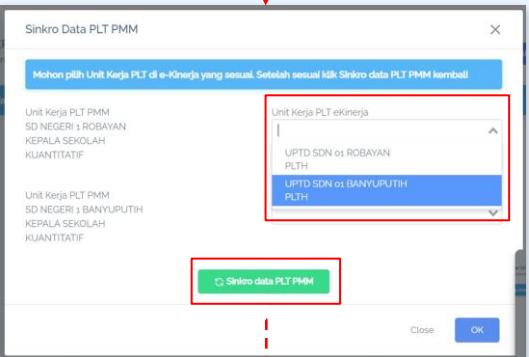 Sinkro Data PLT PMM
Mohon pilih Unit Kerja PLT di e-Kinerja yang sesuai. Setelah sesuai klik Sinkro data PLT PMM kembali
Unit Kerja PLT PMM
SD NEGERI 1 ROBAYAN
KEPALA SEKOLAH
KUANTITATIF
Unit Kerja PLT eKinerja
UPTD SDN 01 ROBAYAN
PLTH
UPTD SDN 01 BANYUPUTIH
PLTH
Unit Kerja PLT PMM
SD NEGERI 1 BANYUPUTIH
KEPALA SEKOLAH
KUANTITATIF
Sinkro data PLT PMM
Close
OK